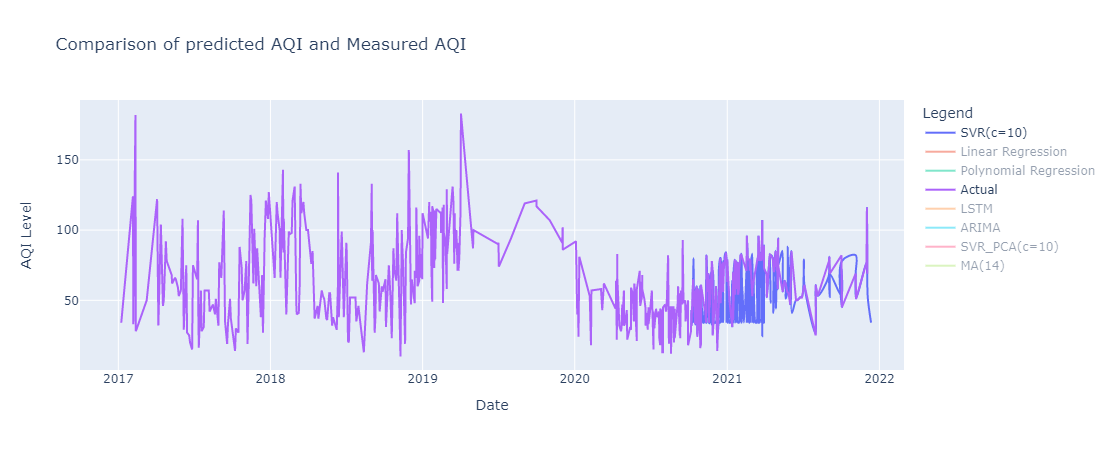 Comparison of predicted AQI and Measured AQI
Legend
SVR(c=10)
Linear Regression
Polynomial Regression
Actual
LSTM
ARIMA
SVR_PCA(c=10)
MA(14)
AQI Level
150
100
50
2017
2018
2019
2020
2021
2022
Date